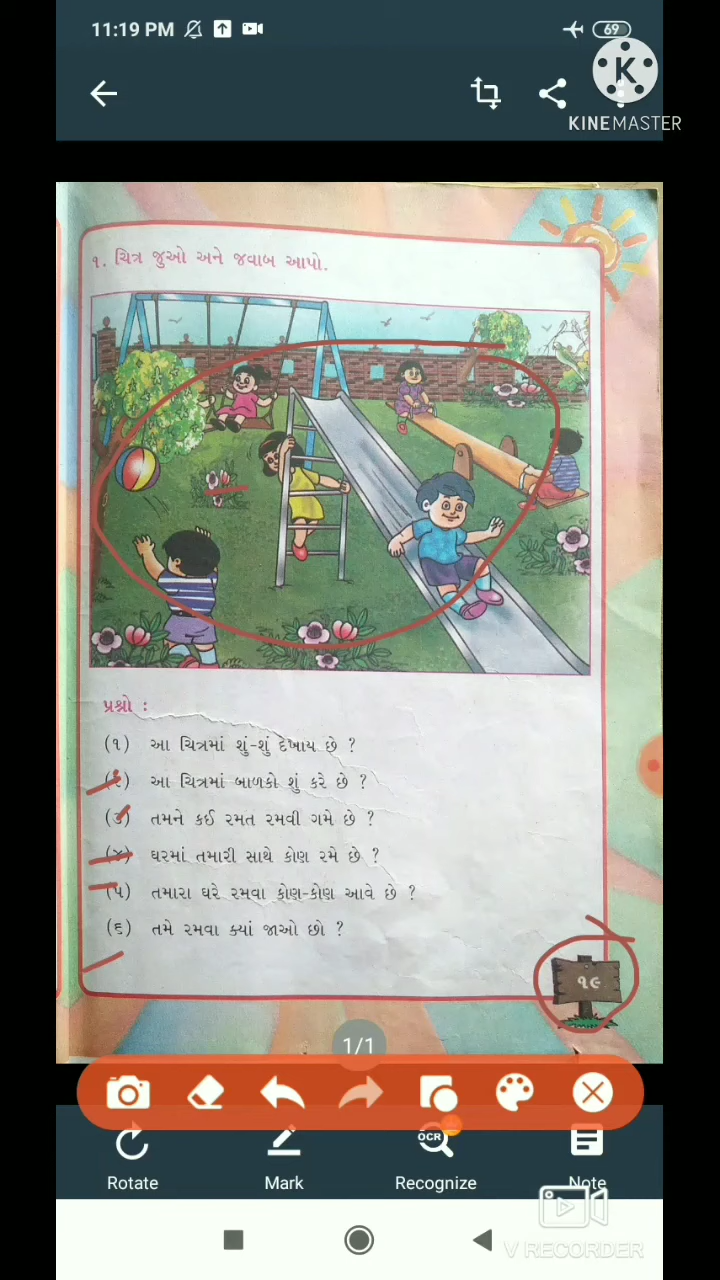 11:19 PM
69
K
KINEMASTER
૧. ચિત્ર જુઓ અને જવાબ આપો.
પ્રશ્નો :
(૧) આ ચિત્રમાં શું-શું દેખાય છે ?
(૨) આ ચિત્રમાં બાળકો શું કરે છે ?
(૩) તમને કઈ રમત રમવી ગમે છે ?
(૪) ઘરમાં તમારી સાથે કોણ રમે છે ?
(૫) તમારા ઘરે રમવા કોણ-કોણ આવે છે ?
(૬) તમે રમવા ક્યાં જાઓ છો ?
૧૯
1/1
OCR
Rotate Mark Recognize Note
V RECORDER